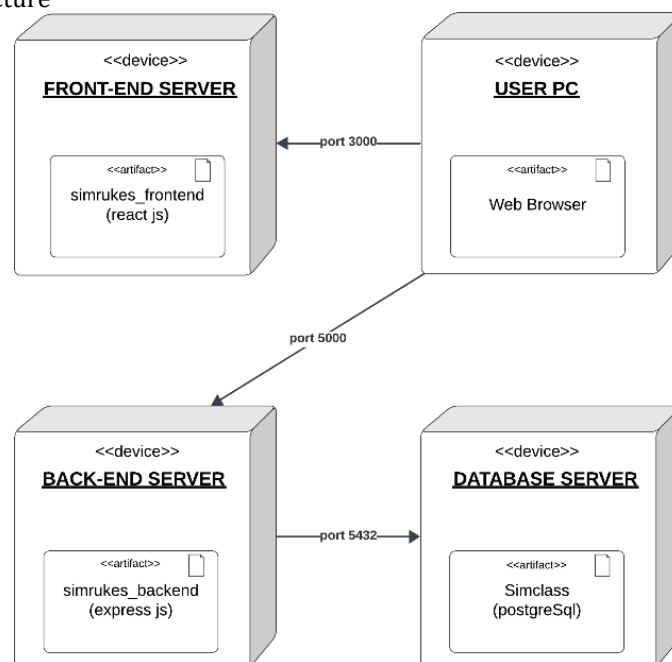 cture
<<device>>
FRONT-END SERVER
<<artifact>>
simrukes_frontend
(react js)
port 3000
<<device>>
USER PC
<<artifact>>
Web Browser
port 5000
<<device>>
BACK-END SERVER
<<artifact>>
simrukes_backend
(express js)
port 5432
<<device>>
DATABASE SERVER
<<artifact>>
Simclass
(postgreSql)